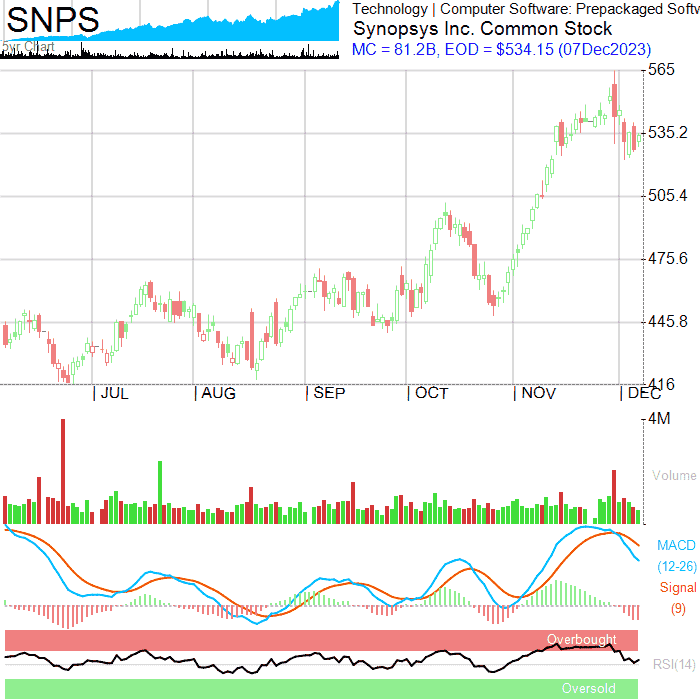 SNPS
5yr Chart
Technology | Computer Software: Prepackaged Softw
Synopsys Inc. Common Stock
MC = 81.2B, EOD = $534.15 (07Dec2023)
565
535.2
505.4
475.6
445.8
416
| JUL | AUG | SEP | OCT | NOV | DEC
4M
Volume
MACD
(12-26)
Signal
(9)
Overbought
RSI(14)
Oversold